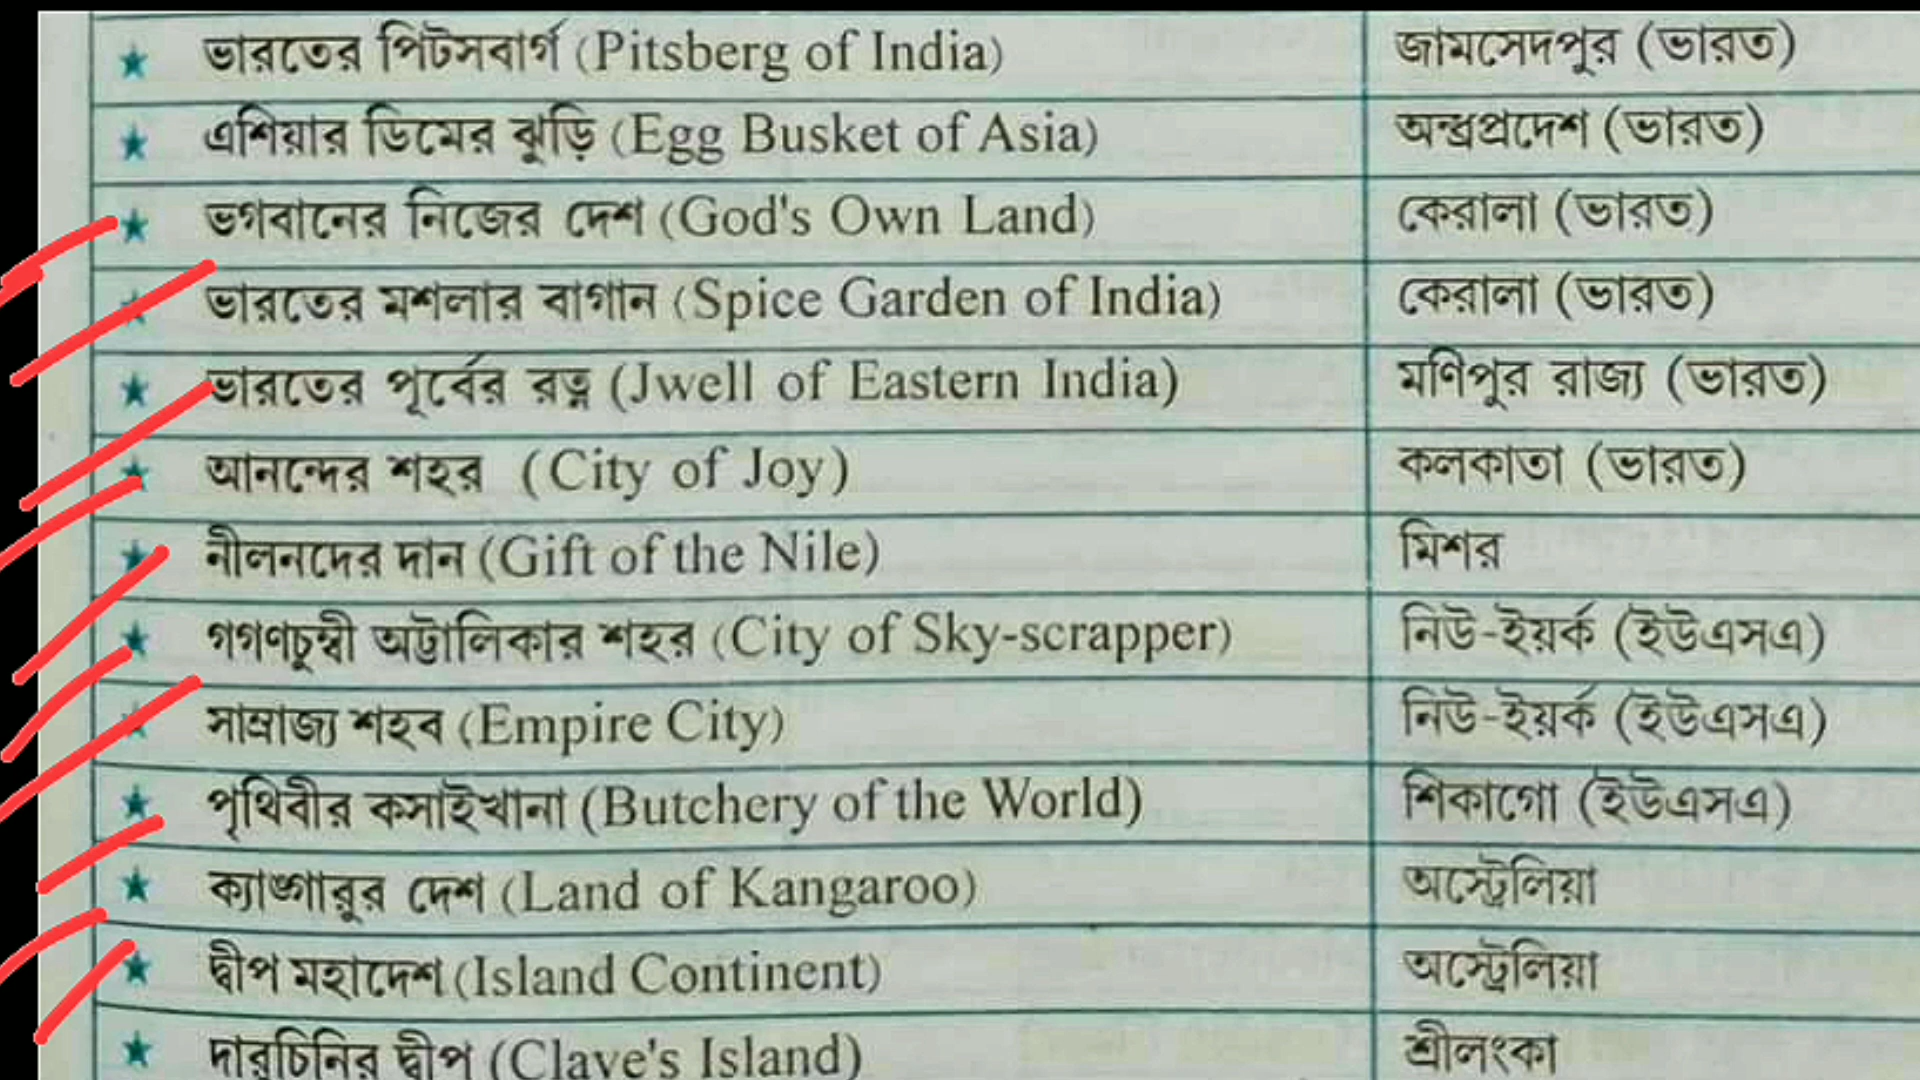 ★ ভারতের পিটসবার্গ (Pitsberg of India) জামসেদপুর (ভারত)
★ এশিয়ার ডিমের ঝুড়ি (Egg Busket of Asia) অন্ধ্রপ্রদেশ (ভারত)
★ ভগবানের নিজের দেশ (God's Own Land) কেরালা (ভারত)
★ ভারতের মশলার বাগান (Spice Garden of India) কেরালা (ভারত)
★ ভারতের পূর্বের রত্ন (Jwell of Eastern India) মণিপুর রাজ্য (ভারত)
★ আনন্দের শহর (City of Joy) কলকাতা (ভারত)
★ নীলনদের দান (Gift of the Nile) মিশর
★ গগণচুম্বী অট্টালিকার শহর (City of Sky-scrapper) নিউ-ইয়র্ক (ইউএসএ)
★ সাম্রাজ্য শহব (Empire City) নিউ-ইয়র্ক (ইউএসএ)
★ পৃথিবীর কসাইখানা (Butchery of the World) শিকাগো (ইউএসএ)
★ ক্যাঙ্গারুর দেশ (Land of Kangaroo) অস্ট্রেলিয়া
★ দ্বীপ মহাদেশ (Island Continent) অস্ট্রেলিয়া
★ দারুচিনির দ্বীপ (Clave's Island) শ্রীলংকা